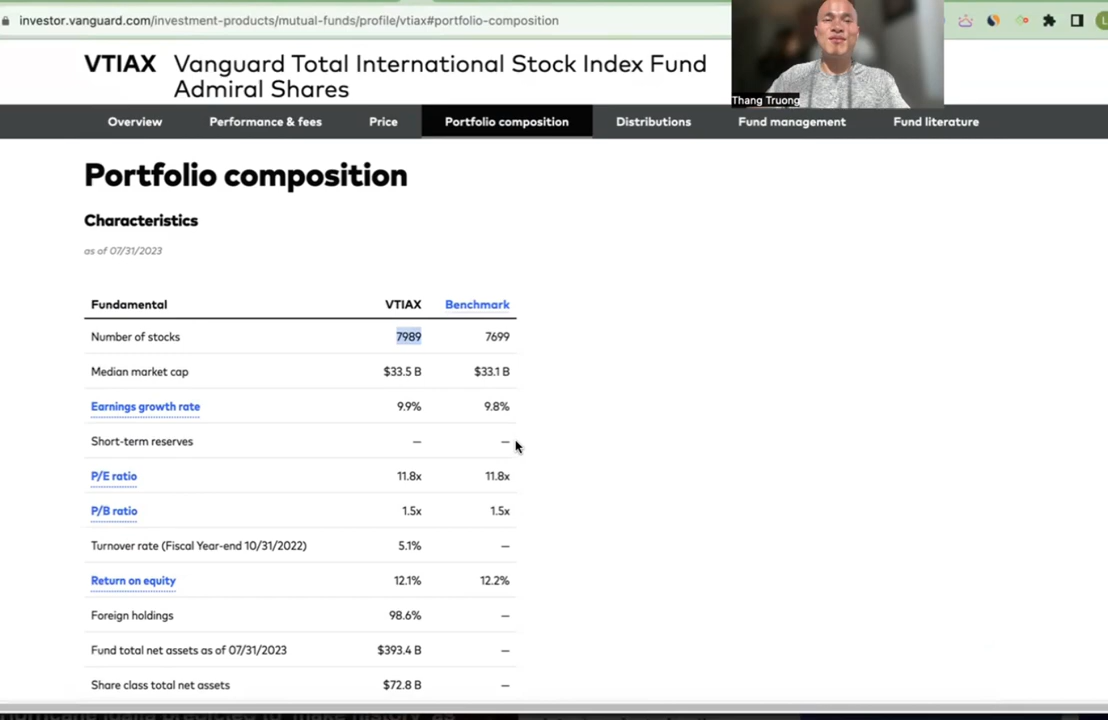 investor.vanguard.com/investment-products/mutual-funds/profile/vtiax#portfolio-composition
VTIAX Vanguard Total International Stock Index Fund
Admiral Shares
Thang Truong
Overview Performance & fees Price Portfolio composition Distributions Fund management Fund literature
Portfolio composition
Characteristics
as of 07/31/2023
Fundamental VTIAX Benchmark
Number of stocks 7989 7699
Median market cap $33.5 B $33.1 B
Earnings growth rate 9.9% 9.8%
Short-term reserves — —
P/E ratio 11.8x 11.8x
P/B ratio 1.5x 1.5x
Turnover rate (Fiscal Year-end 10/31/2022) 5.1% —
Return on equity 12.1% 12.2%
Foreign holdings 98.6% —
Fund total net assets as of 07/31/2023 $393.4 B —
Share class total net assets $72.8 B —